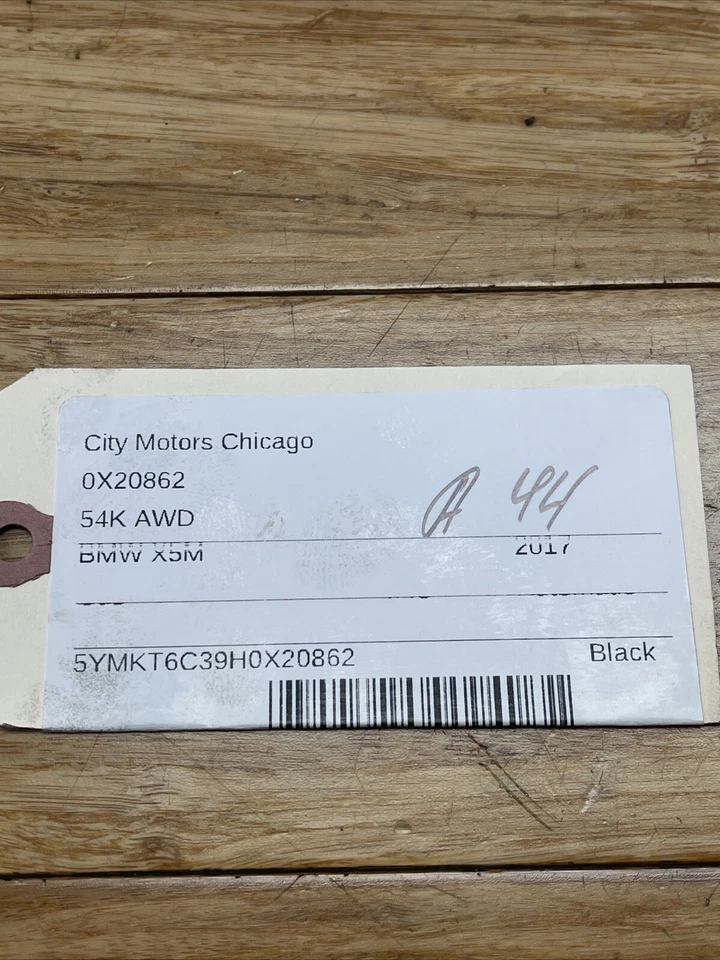 City Motors Chicago
0X20862
54K AWD
A 44
BMW X5M 2017
5YMKT6C39H0X20862 Black